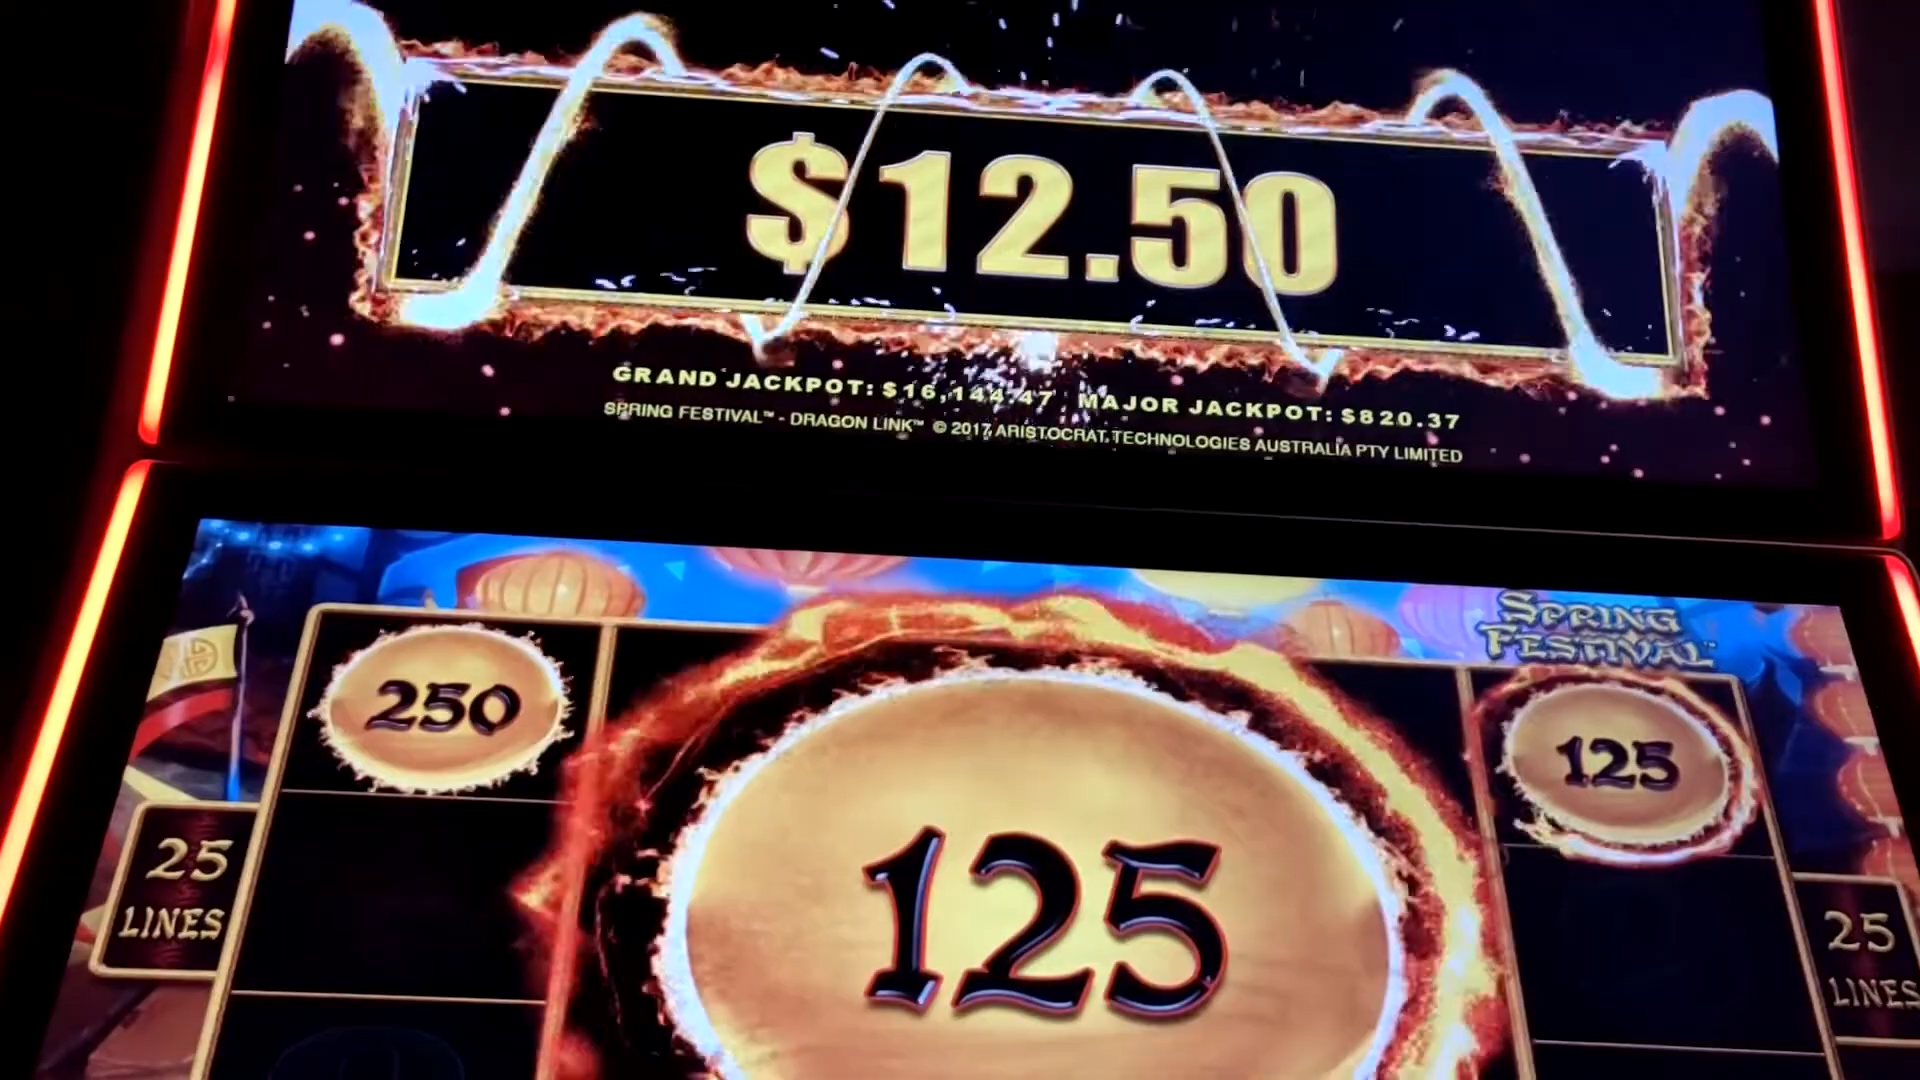 $12.50
GRAND JACKPOT: $16,144.47 MAJOR JACKPOT: $820.37
SPRING FESTIVAL™ - DRAGON LINK™ © 2017 ARISTOCRAT TECHNOLOGIES AUSTRALIA PTY LIMITED
SPRING
FESTIVAL™
250
125
125
25
LINES
25
LINES